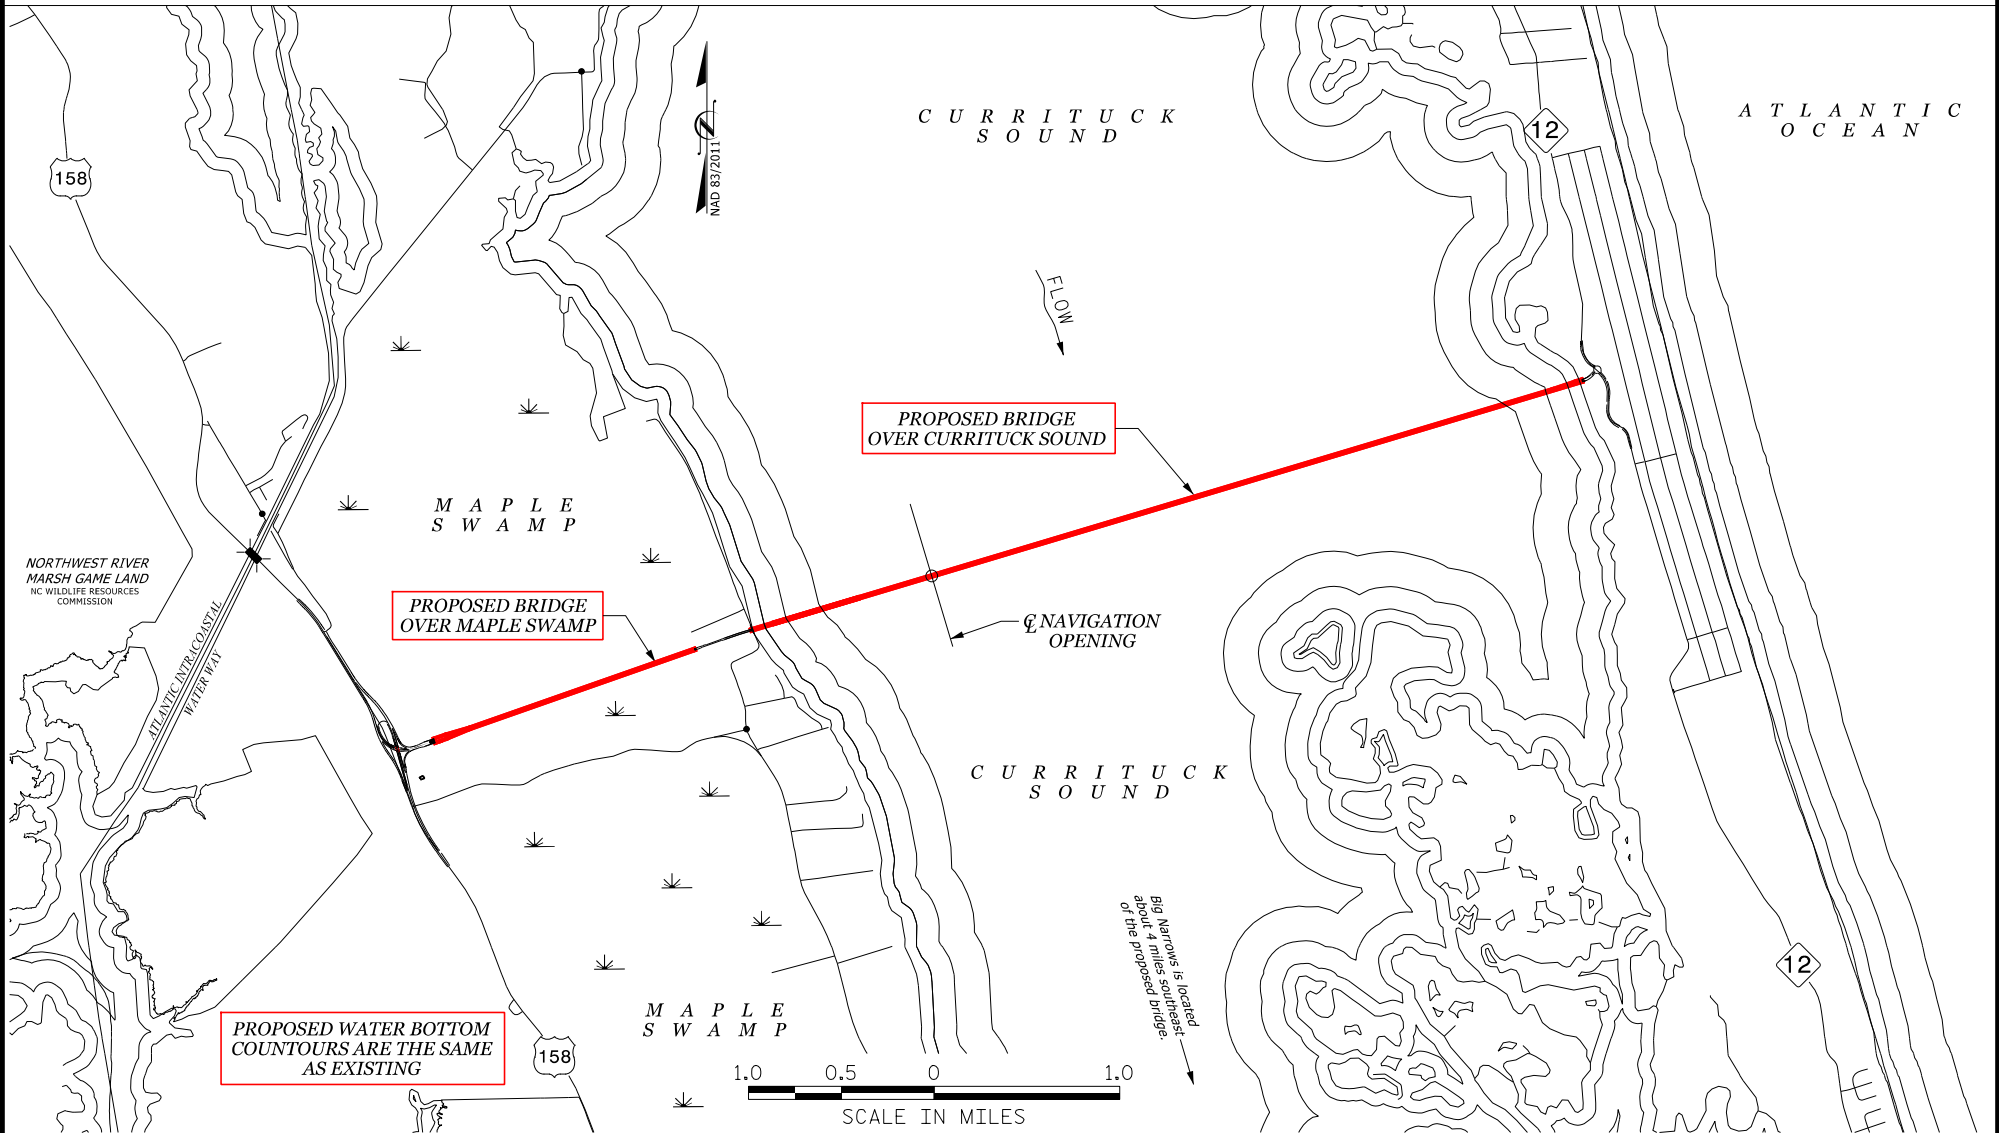 C U R R I T U C K
S O U N D
A T L A N T I C
O C E A N
12
158
NAD 83/2011
FLOW
PROPOSED BRIDGE
OVER CURRITUCK SOUND
M A P L E
S W A M P
NORTHWEST RIVER
MARSH GAME LAND
NC WILDLIFE RESOURCES
COMMISSION
ATLANTIC INTRACOASTAL
WATERWAY
PROPOSED BRIDGE
OVER MAPLE SWAMP
℄ NAVIGATION
OPENING
C U R R I T U C K
S O U N D
Big Narrows is located
about 4 miles southeast
of the proposed bridge.
12
M A P L E
S W A M P
PROPOSED WATER BOTTOM
COUNTOURS ARE THE SAME
AS EXISTING
158
1.0 0.5 0 1.0
SCALE IN MILES